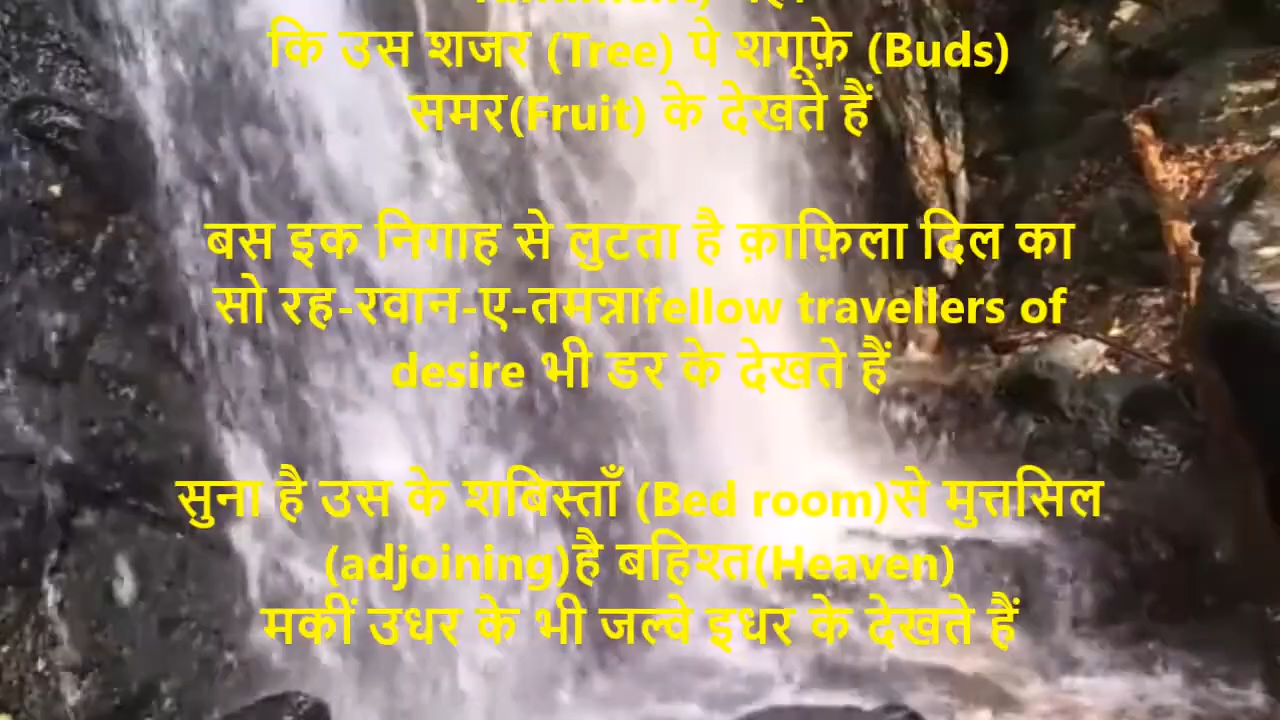 कि उस शजर (Tree) पे शगूफ़े (Buds)
समर(Fruit) के देखते हैं
बस इक निगाह से लुटता है क़ाफ़िला दिल का
सो रह-रवान-ए-तमन्नाfellow travellers of
desire भी डर के देखते हैं
सुना है उस के शबिस्ताँ (Bed room)से मुत्तसिल
(adjoining)है बहिश्त(Heaven)
मकीं उधर के भी जल्वे इधर के देखते हैं